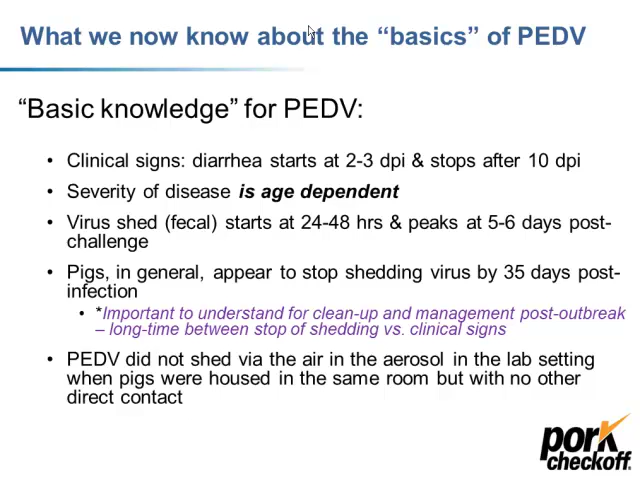 What we now know about the “basics” of PEDV
“Basic knowledge” for PEDV:
• Clinical signs: diarrhea starts at 2-3 dpi & stops after 10 dpi
• Severity of disease is age dependent
• Virus shed (fecal) starts at 24-48 hrs & peaks at 5-6 days post-
challenge
• Pigs, in general, appear to stop shedding virus by 35 days post-
infection
• *Important to understand for clean-up and management post-outbreak
– long-time between stop of shedding vs. clinical signs
• PEDV did not shed via the air in the aerosol in the lab setting
when pigs were housed in the same room but with no other
direct contact
pork
checkoff.